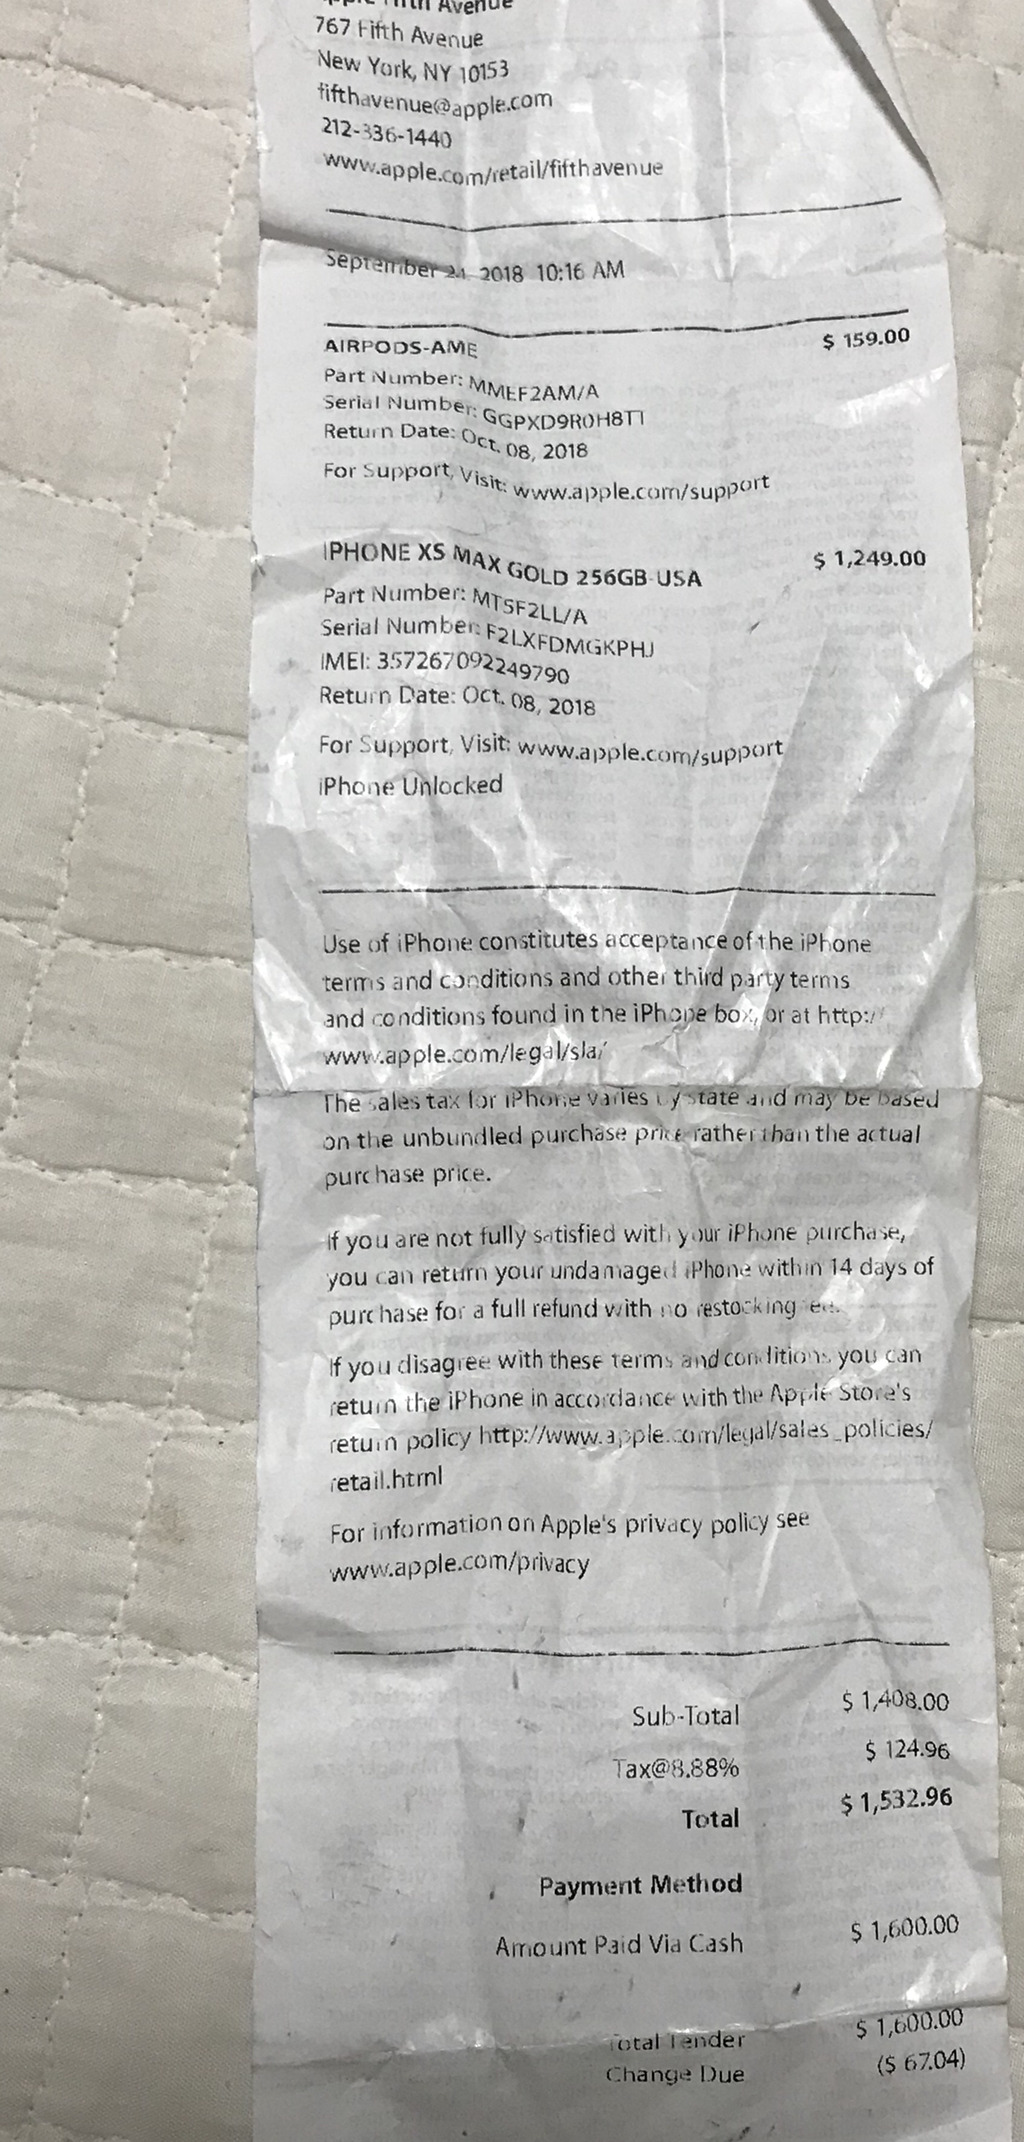 Apple Fifth Avenue
767 Fifth Avenue
New York, NY 10153
fifthavenue@apple.com
212-336-1440
www.apple.com/retail/fifthavenue
September 2018 10:16 AM
AIRPODS-AME $ 159.00
Part Number: MMEF2AM/A
Serial Number: GGPXD9R0H8TT
Return Date: Oct. 08, 2018
For Support, Visit: www.apple.com/support
IPHONE XS MAX GOLD 256GB-USA $ 1,249.00
Part Number: MT5F2LL/A
Serial Number: F2LXFDMGKPHJ
IMEI: 357267092249790
Return Date: Oct. 08, 2018
For Support, Visit: www.apple.com/support
iPhone Unlocked
Use of iPhone constitutes acceptance of the iPhone
terms and conditions and other third party terms
and conditions found in the iPhone box, or at http://
www.apple.com/legal/sla/
The sales tax for iPhone varies by state and may be based
on the unbundled purchase price rather than the actual
purchase price.
If you are not fully satisfied with your iPhone purchase,
you can return your undamaged iPhone within 14 days of
purchase for a full refund with no restocking fee.
If you disagree with these terms and conditions you can
return the iPhone in accordance with the Apple Store's
return policy http://www.apple.com/legal/sales_policies/
retail.html
For information on Apple's privacy policy see
www.apple.com/privacy
Sub-Total $ 1,408.00
Tax@8.88% $ 124.96
Total $ 1,532.96
Payment Method
Amount Paid Via Cash $ 1,600.00
Total Tender $ 1,600.00
Change Due ($ 67.04)